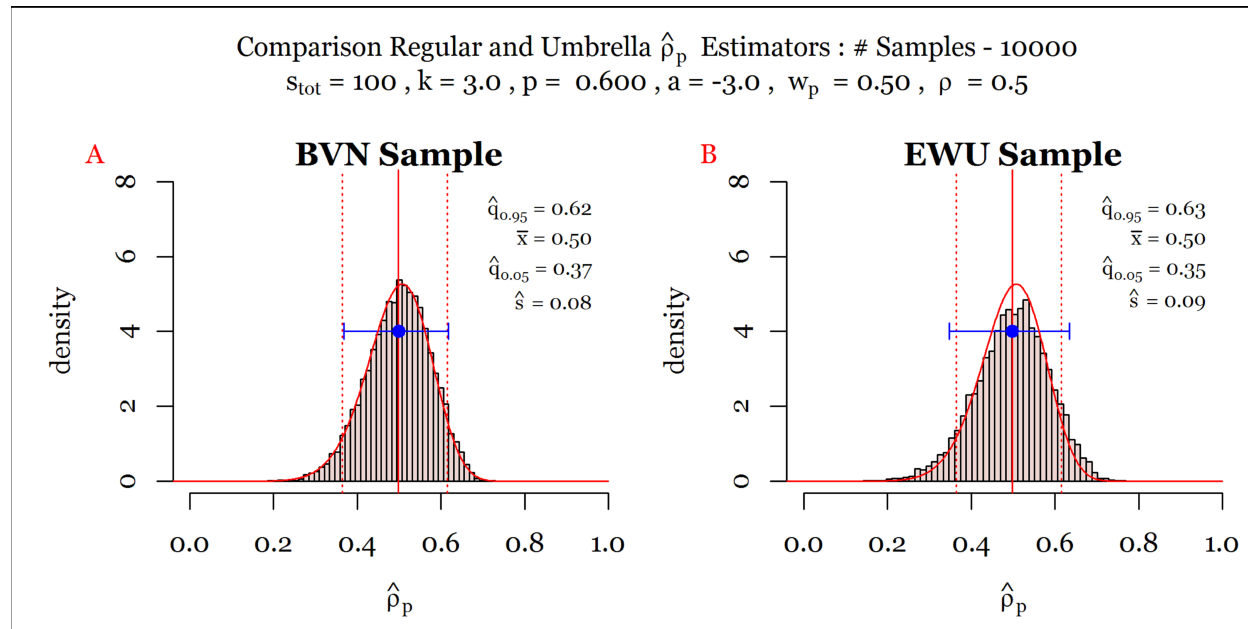 Comparison Regular and Umbrella ρ̂p Estimators : # Samples - 10000
stot = 100 , k = 3.0 , p = 0.600 , a = -3.0 , wp = 0.50 , ρ = 0.5
A
BVN Sample
density
8
6
4
2
0
q̂0.95 = 0.62
x̅ = 0.50
q̂0.05 = 0.37
ŝ = 0.08
0.0 0.2 0.4 0.6 0.8 1.0
ρ̂p
B
EWU Sample
density
8
6
4
2
0
q̂0.95 = 0.63
x̅ = 0.50
q̂0.05 = 0.35
ŝ = 0.09
0.0 0.2 0.4 0.6 0.8 1.0
ρ̂p